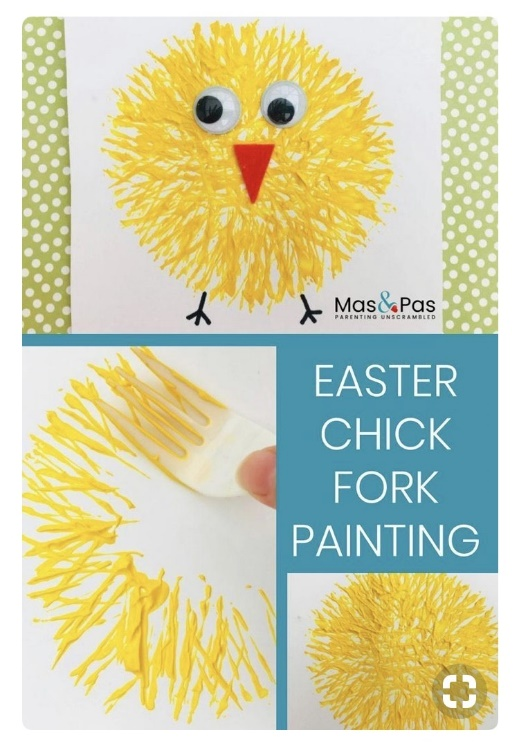 Mas&Pas
PARENTING UNSCRAMBLED
EASTER
CHICK
FORK
PAINTING